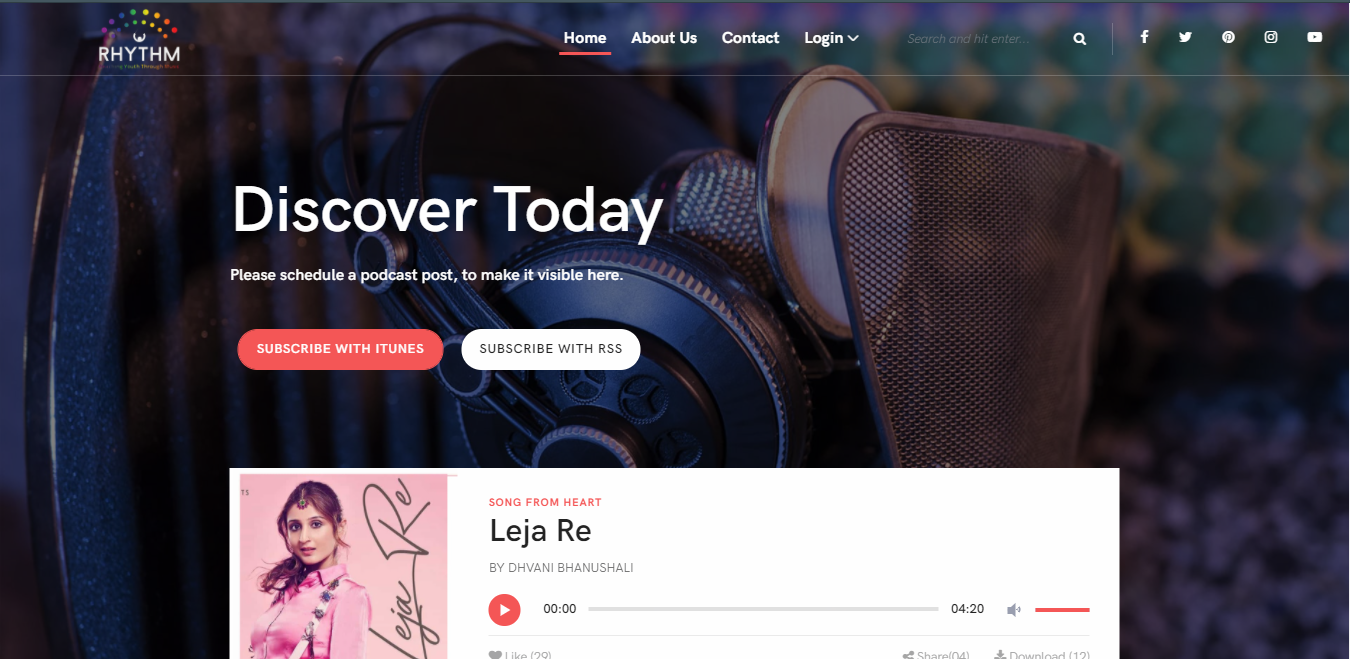 RHYTHM
Home
About Us
Contact
Login
Search and hit enter...
Discover Today
Please schedule a podcast post, to make it visible here.
SUBSCRIBE WITH ITUNES
SUBSCRIBE WITH RSS
TS
Leja Re
SONG FROM HEART
Leja Re
BY DHVANI BHANUSHALI
00:00
04:20
Like (29)
Share(04)
Download (12)